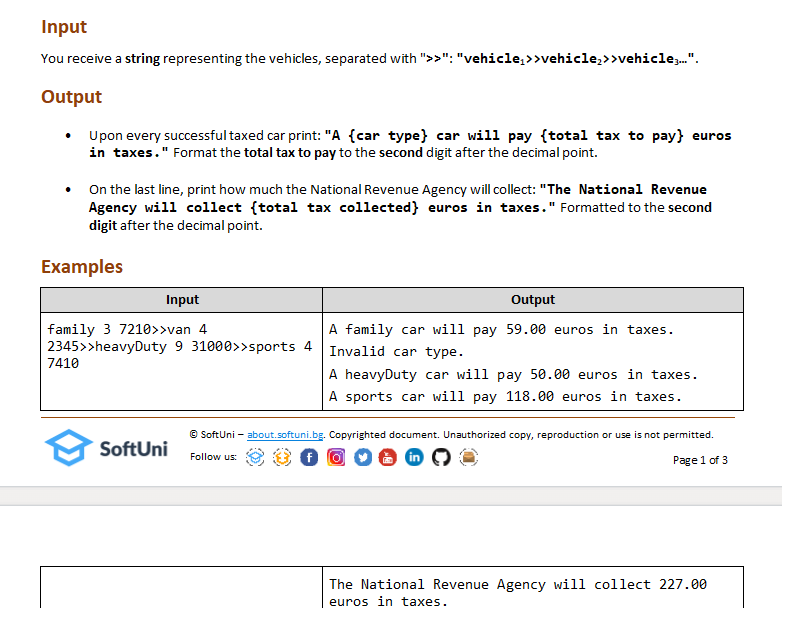 Input
You receive a string representing the vehicles, separated with ">>": "vehicle₁>>vehicle₂>>vehicle₃…".
Output
• Upon every successful taxed car print: "A {car type} car will pay {total tax to pay} euros
in taxes." Format the total tax to pay to the second digit after the decimal point.
• On the last line, print how much the National Revenue Agency will collect: "The National Revenue
Agency will collect {total tax collected} euros in taxes." Formatted to the second
digit after the decimal point.
Examples
Input Output
family 3 7210>>van 4
2345>>heavyDuty 9 31000>>sports 4
7410
A family car will pay 59.00 euros in taxes.
Invalid car type.
A heavyDuty car will pay 50.00 euros in taxes.
A sports car will pay 118.00 euros in taxes.
SoftUni
© SoftUni – about.softuni.bg. Copyrighted document. Unauthorized copy, reproduction or use is not permitted.
Follow us:
Page 1 of 3
The National Revenue Agency will collect 227.00
euros in taxes.